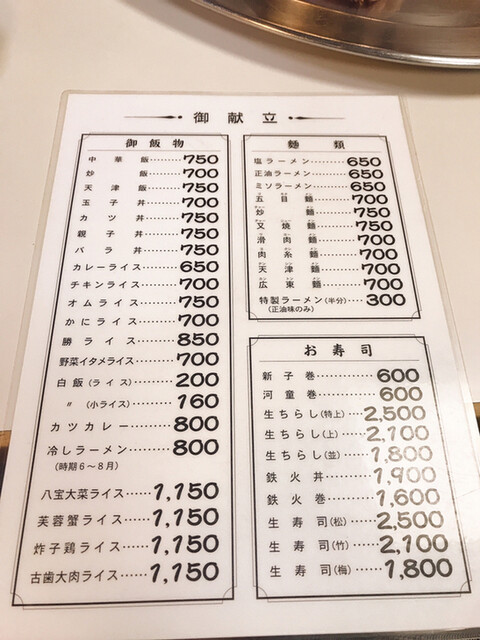 御献立
御飯物
中華飯……750
炒飯……700
天津飯……750
玉子丼……700
カツ丼……750
親子丼……750
バラ丼……750
カレーライス……650
チキンライス……700
オムライス……750
かにライス……700
勝ライス……850
野菜イタメライス……700
白飯(ライス)……200
〃(小ライス)……160
カツカレー……800
冷しラーメン……800
(時期6〜8月)
八宝大菜ライス……1,150
芙蓉蟹ライス……1,150
炸子鶏ライス……1,150
古歯大肉ライス……1,150
麵類
塩ラーメン……650
正油ラーメン……650
ミソラーメン……650
五目麵……700
炒麵……750
叉焼麵……750
滑肉麵……700
肉糸麵……700
天津麵……700
広東麵……700
特製ラーメン(半分)……300
(正油味のみ)
お寿司
新子巻……600
河童巻……600
生ちらし(特上)…2,500
生ちらし(上)……2,100
生ちらし(並)……1,800
鉄火丼……1,900
鉄火巻……1,600
生寿司(松)…2,500
生寿司(竹)…2,100
生寿司(梅)…1,800